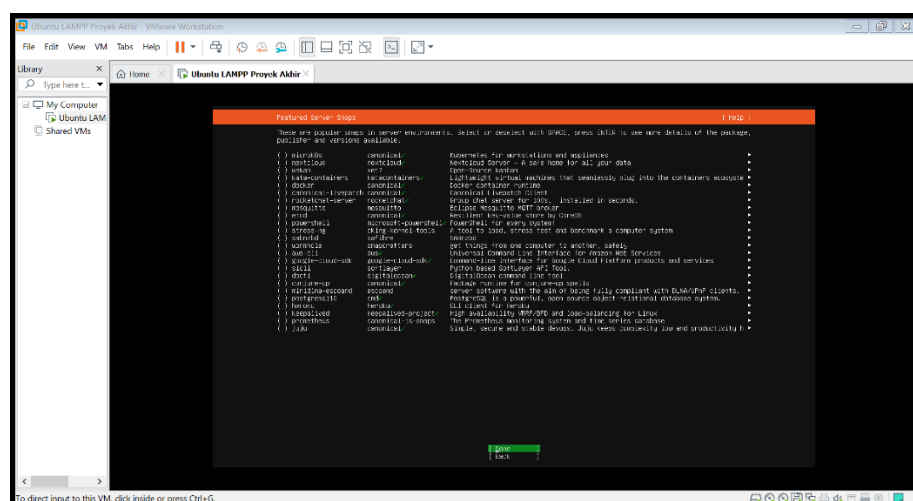 Ubuntu LAMPP Proyek Akhir - VMware Workstation
File Edit View VM Tabs Help
Library
Home
Ubuntu LAMPP Proyek Akhir
Type here t...
My Computer
Ubuntu LAM
Shared VMs
Featured Server Snaps [ Help ]
These are popular snaps in server environments. Select or deselect with SPACE, press ENTER to see more details of the package,
publisher and versions available.
( ) microk8s canonical✓ Kubernetes for workstations and appliances
( ) nextcloud nextcloud✓ Nextcloud Server - A safe home for all your data
( ) wekan xet7 Open-Source kanban
( ) kata-containers katacontainers✓ Lightweight virtual machines that seamlessly plug into the containers ecosyste
( ) docker canonical✓ Docker container runtime
( ) canonical-livepatch canonical✓ Canonical Livepatch Client
( ) rocketchat-server rocketchat✓ Group chat server for 100s, installed in seconds.
( ) mosquitto mosquitto Eclipse Mosquitto MQTT broker
( ) etcd canonical✓ Resilient key-value store by CoreOS
( ) powershell microsoft-powershell✓ PowerShell for every system!
( ) stress-ng cking-kernel-tools A tool to load, stress test and benchmark a computer system
( ) sabnzbd safihre SABnzbd
( ) wormhole snapcrafters get things from one computer to another, safely
( ) aws-cli aws✓ Universal Command Line Interface for Amazon Web Services
( ) google-cloud-sdk google-cloud-sdk✓ Command-line interface for Google Cloud Platform products and services
( ) slcli softlayer Python based SoftLayer API Tool.
( ) doctl digitalocean✓ DigitalOcean command line tool
( ) conjure-up canonical✓ Package runtime for conjure-up spells
( ) minidlna-escoand escoand server software with the aim of being fully compliant with DLNA/UPnP clients.
( ) postgresql10 cmd✓ PostgreSQL is a powerful, open source object-relational database system.
( ) heroku heroku✓ CLI client for Heroku
( ) keepalived keepalived-project✓ High availability VRRP/BFD and load-balancing for Linux
( ) prometheus canonical-is-snaps The Prometheus monitoring system and time series database
( ) juju canonical✓ Simple, secure and stable devops. Juju keeps complexity low and productivity h
[ Done ]
[ Back ]
To direct input to this VM, click inside or press Ctrl+G.